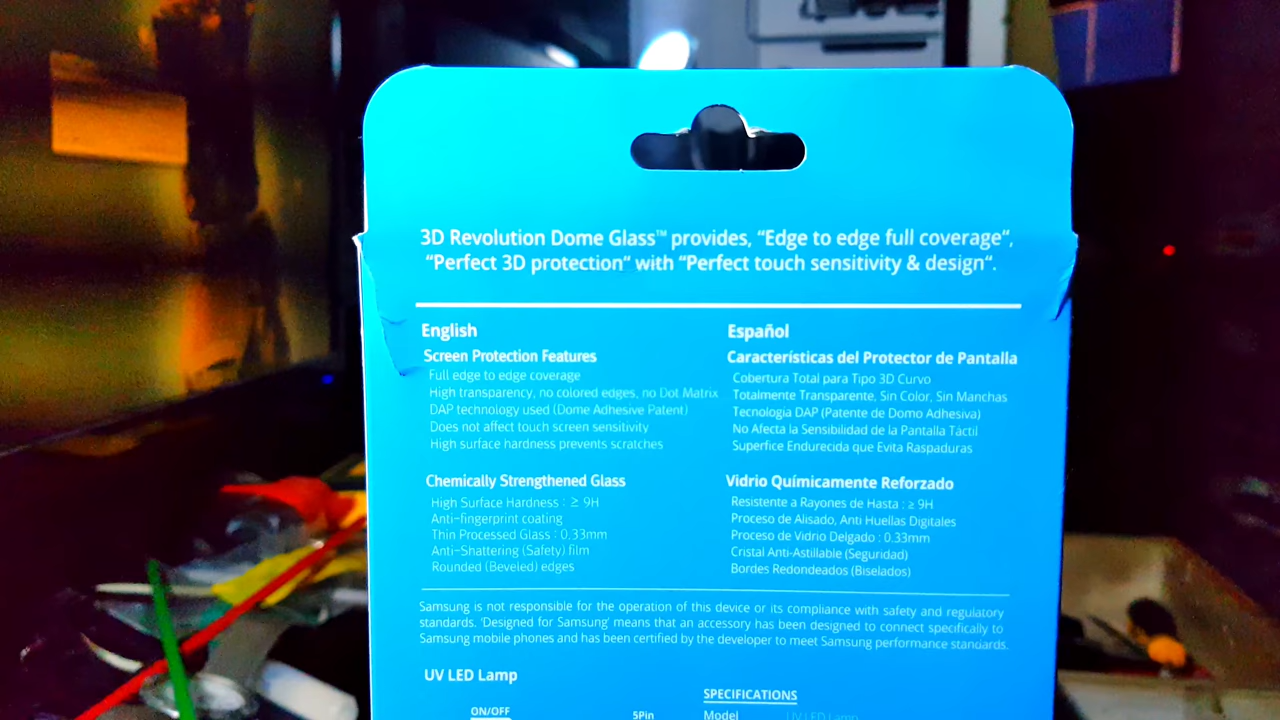 3D Revolution Dome Glass™ provides, “Edge to edge full coverage“,
“Perfect 3D protection“ with “Perfect touch sensitivity & design“.
English
Screen Protection Features
Full edge to edge coverage
High transparency, no colored edges, no Dot Matrix
DAP technology used (Dome Adhesive Patent)
Does not affect touch screen sensitivity
High surface hardness prevents scratches
Chemically Strengthened Glass
High Surface Hardness : ≥ 9H
Anti-fingerprint coating
Thin Processed Glass : 0.33mm
Anti-Shattering (Safety) film
Rounded (Beveled) edges
Español
Características del Protector de Pantalla
Cobertura Total para Tipo 3D Curvo
Totalmente Transparente, Sin Color, Sin Manchas
Tecnología DAP (Patente de Domo Adhesiva)
No Afecta la Sensibilidad de la Pantalla Táctil
Superfice Endurecida que Evita Raspaduras
Vidrio Químicamente Reforzado
Resistente a Rayones de Hasta : ≥ 9H
Proceso de Alisado, Anti Huellas Digitales
Proceso de Vidrio Delgado : 0.33mm
Cristal Anti-Astillable (Seguridad)
Bordes Redondeados (Biselados)
Samsung is not responsible for the operation of this device or its compliance with safety and regulatory
standards. 'Designed for Samsung' means that an accessory has been designed to connect specifically to
Samsung mobile phones and has been certified by the developer to meet Samsung performance standards.
UV LED Lamp
ON/OFF
5Pin
SPECIFICATIONS
Model UV LED Lamp